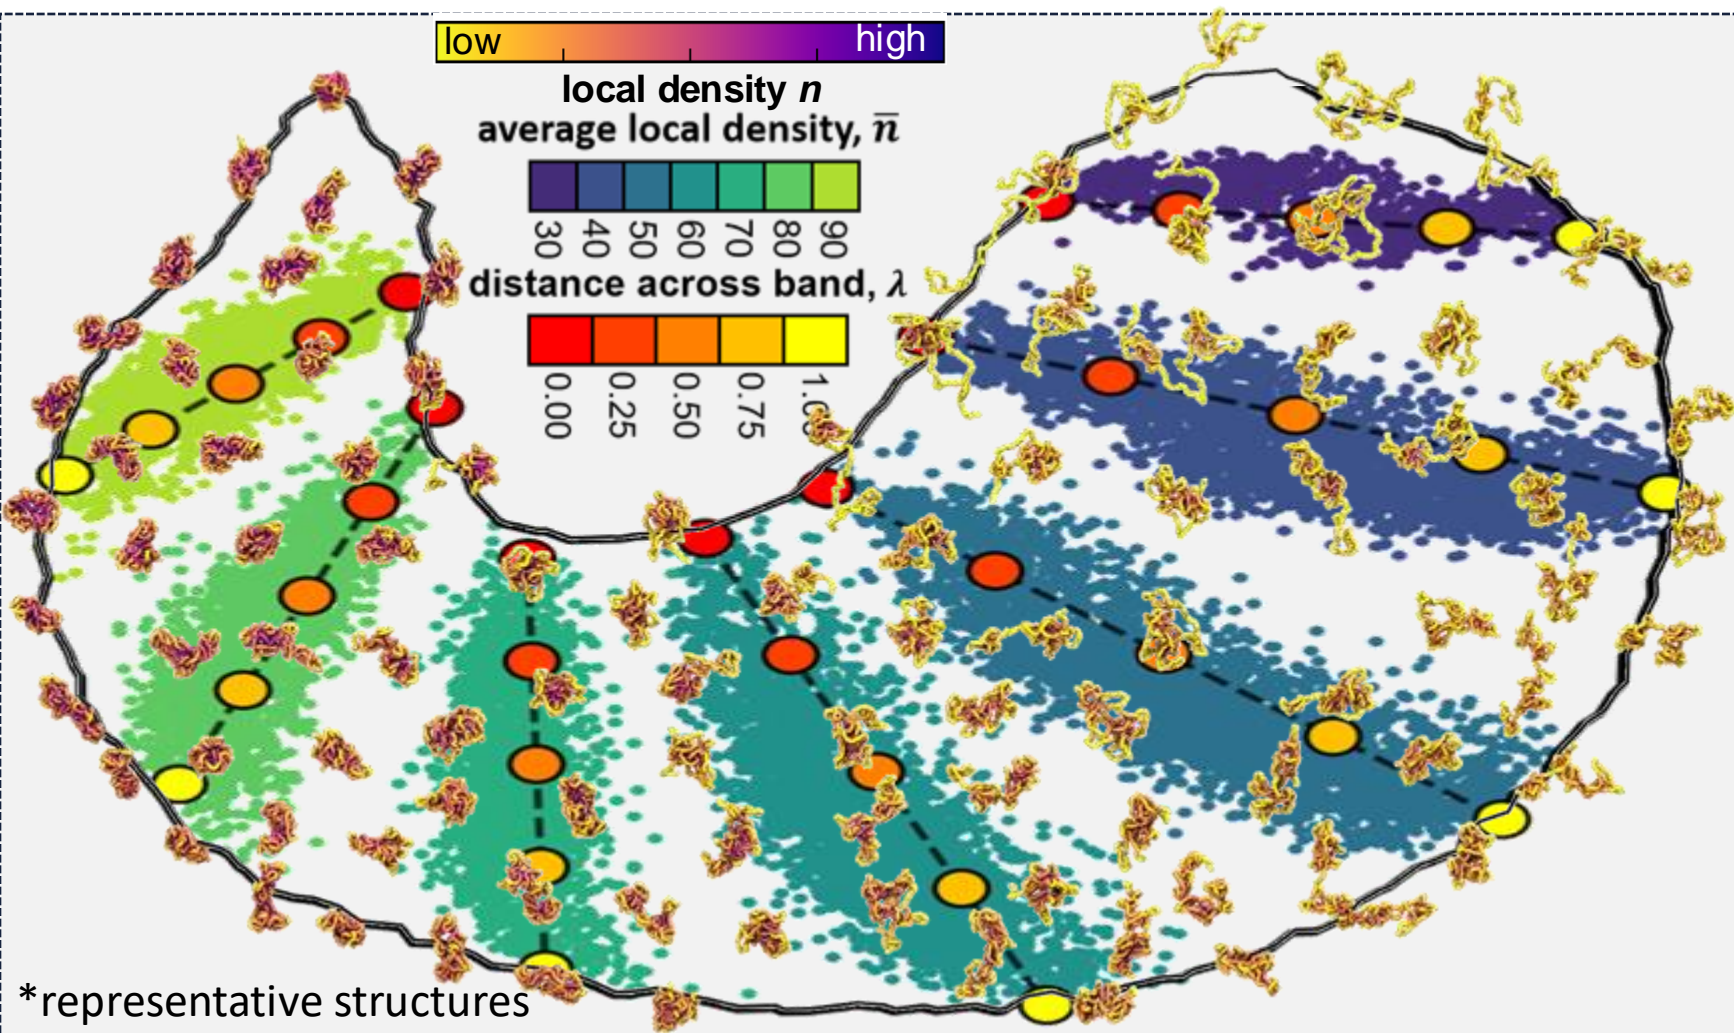 low high
local density n
average local density, n̅
30 40 50 60 70 80 90
distance across band, λ
0.00 0.25 0.50 0.75
*representative structures